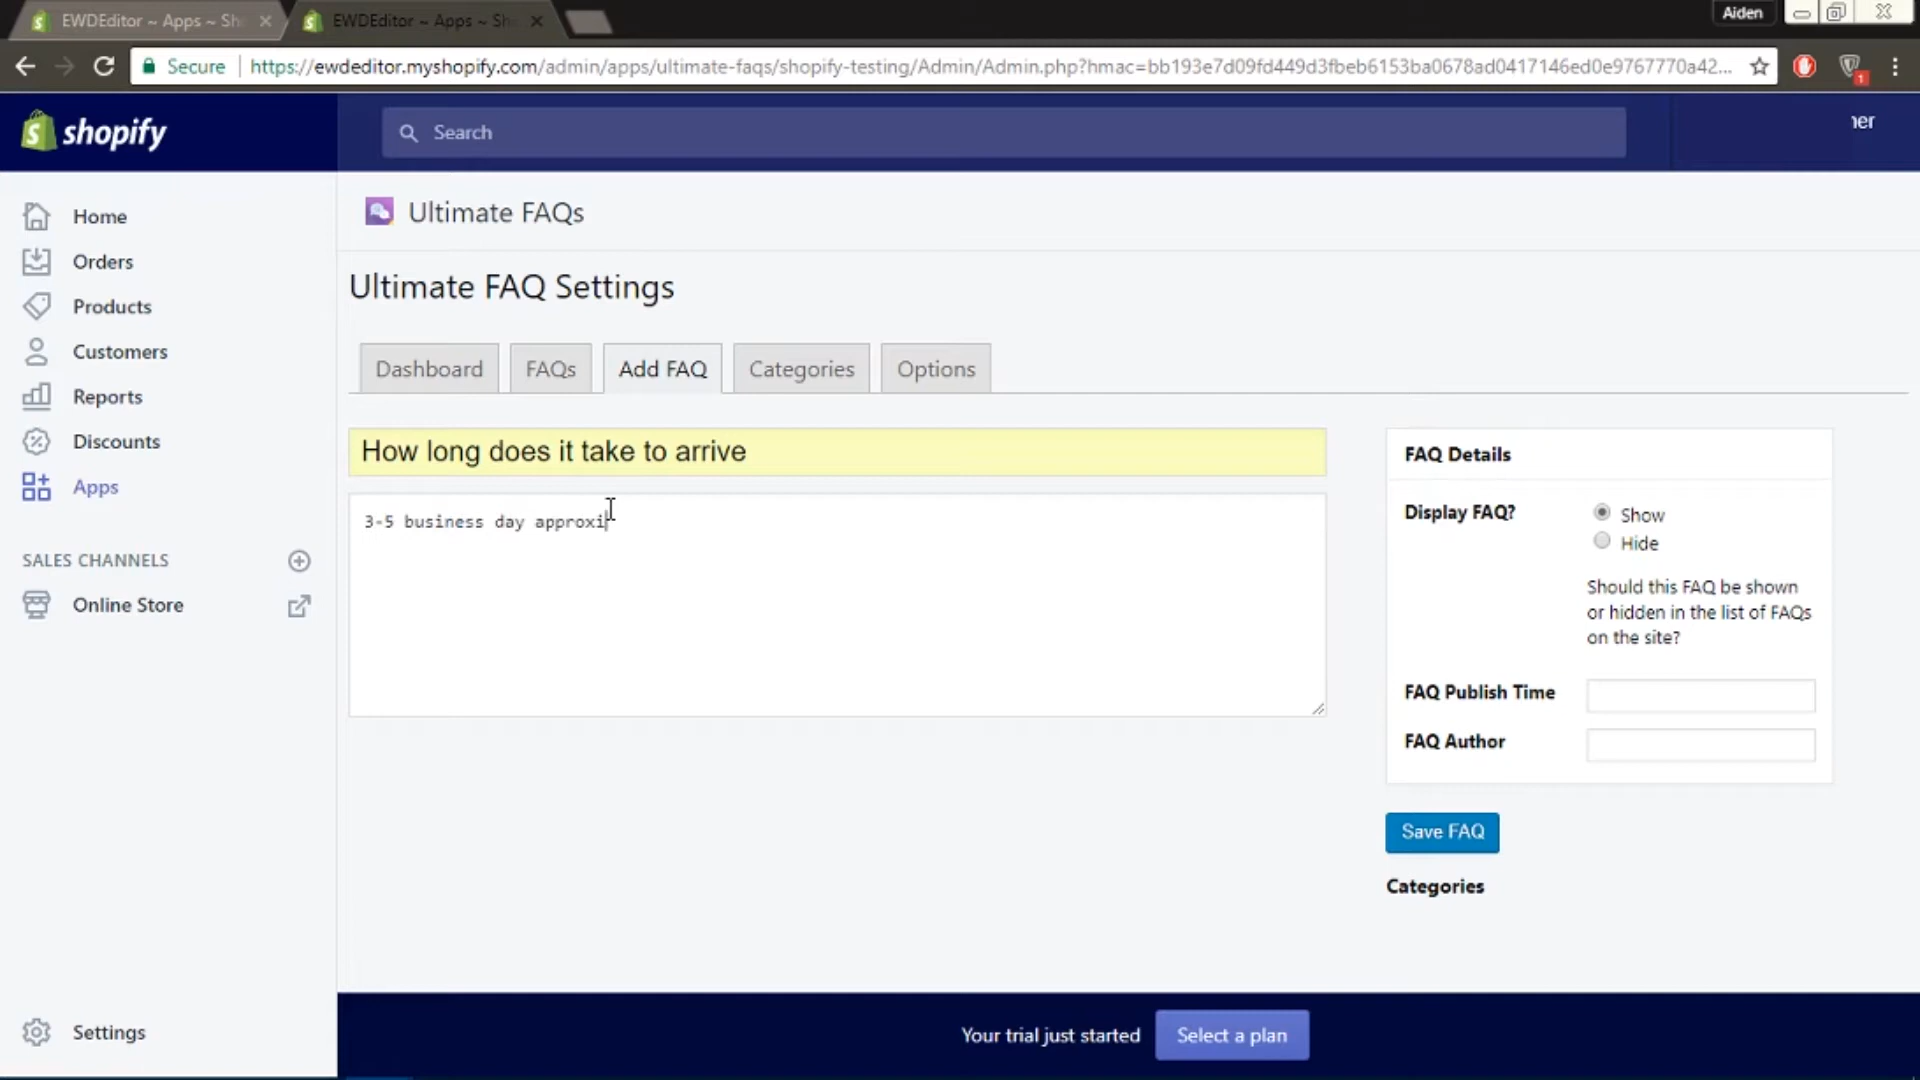 EWDEditor ~ Apps ~ Sh
EWDEditor ~ Apps ~ Sh
Aiden
Secure
https://ewdeditor.myshopify.com/admin/apps/ultimate-faqs/shopify-testing/Admin/Admin.php?hmac=bb193e7d09fd449d3fbeb6153ba0678ad0417146ed0e9767770a42...
1
shopify
Search
ner
Home
Orders
Products
Customers
Reports
Discounts
Apps
SALES CHANNELS
Online Store
Settings
Ultimate FAQs
Ultimate FAQ Settings
Dashboard
FAQs
Add FAQ
Categories
Options
How long does it take to arrive
3-5 business day approxi
FAQ Details
Display FAQ?
Show
Hide
Should this FAQ be shown
or hidden in the list of FAQs
on the site?
FAQ Publish Time
FAQ Author
Save FAQ
Categories
Your trial just started
Select a plan